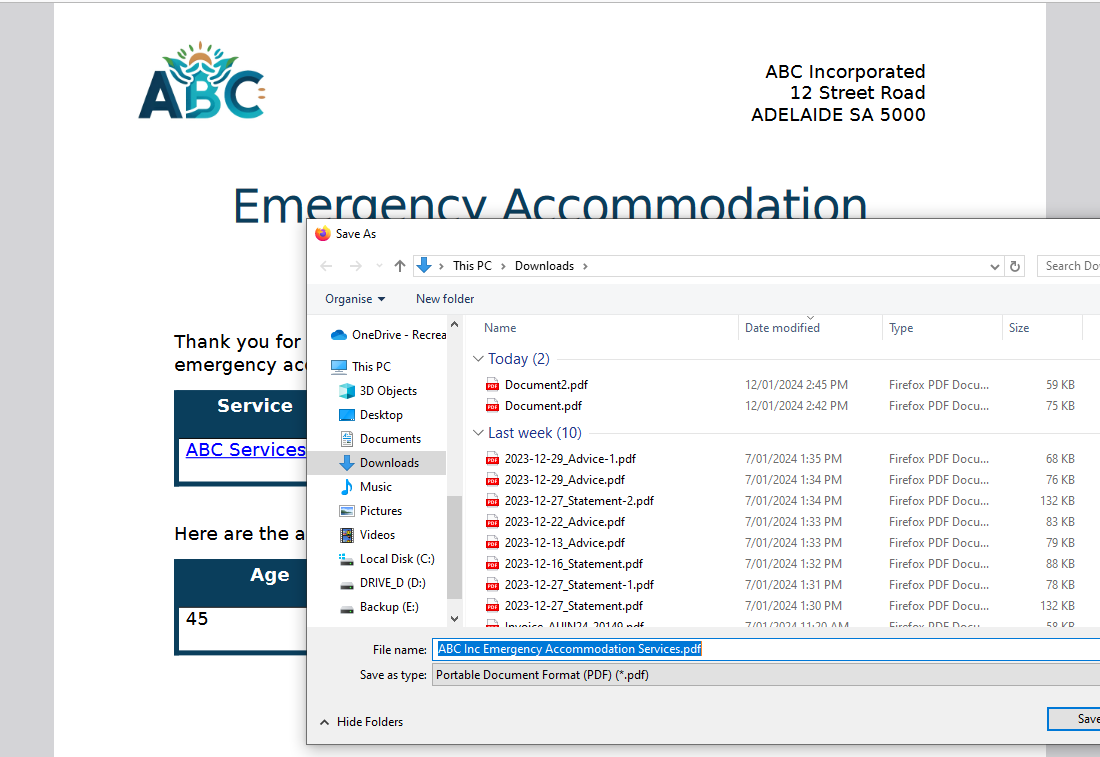 ABC
ABC Incorporated
12 Street Road
ADELAIDE SA 5000
Emergency Accommodation
Thank you for
emergency
Service
ABC Services
Here are the a
Age
45
Save As
This PC > Downloads >
Search Do
Organise
New folder
OneDrive - Recrea
This PC
3D Objects
Desktop
Documents
Downloads
Music
Pictures
Videos
Local Disk (C:)
DRIVE_D (D:)
Backup (E:)
Name Date modified Type Size
Today (2)
Document2.pdf 12/01/2024 2:45 PM Firefox PDF Docu... 59 KB
Document.pdf 12/01/2024 2:42 PM Firefox PDF Docu... 75 KB
Last week (10)
2023-12-29_Advice-1.pdf 7/01/2024 1:35 PM Firefox PDF Docu... 68 KB
2023-12-29_Advice.pdf 7/01/2024 1:34 PM Firefox PDF Docu... 76 KB
2023-12-27_Statement-2.pdf 7/01/2024 1:34 PM Firefox PDF Docu... 132 KB
2023-12-22_Advice.pdf 7/01/2024 1:33 PM Firefox PDF Docu... 83 KB
2023-12-13_Advice.pdf 7/01/2024 1:33 PM Firefox PDF Docu... 79 KB
2023-12-16_Statement.pdf 7/01/2024 1:32 PM Firefox PDF Docu... 88 KB
2023-12-27_Statement-1.pdf 7/01/2024 1:31 PM Firefox PDF Docu... 78 KB
2023-12-27_Statement.pdf 7/01/2024 1:30 PM Firefox PDF Docu... 132 KB
File name: ABC Inc Emergency Accommodation Services.pdf
Save as type: Portable Document Format (PDF) (*.pdf)
Hide Folders
Save